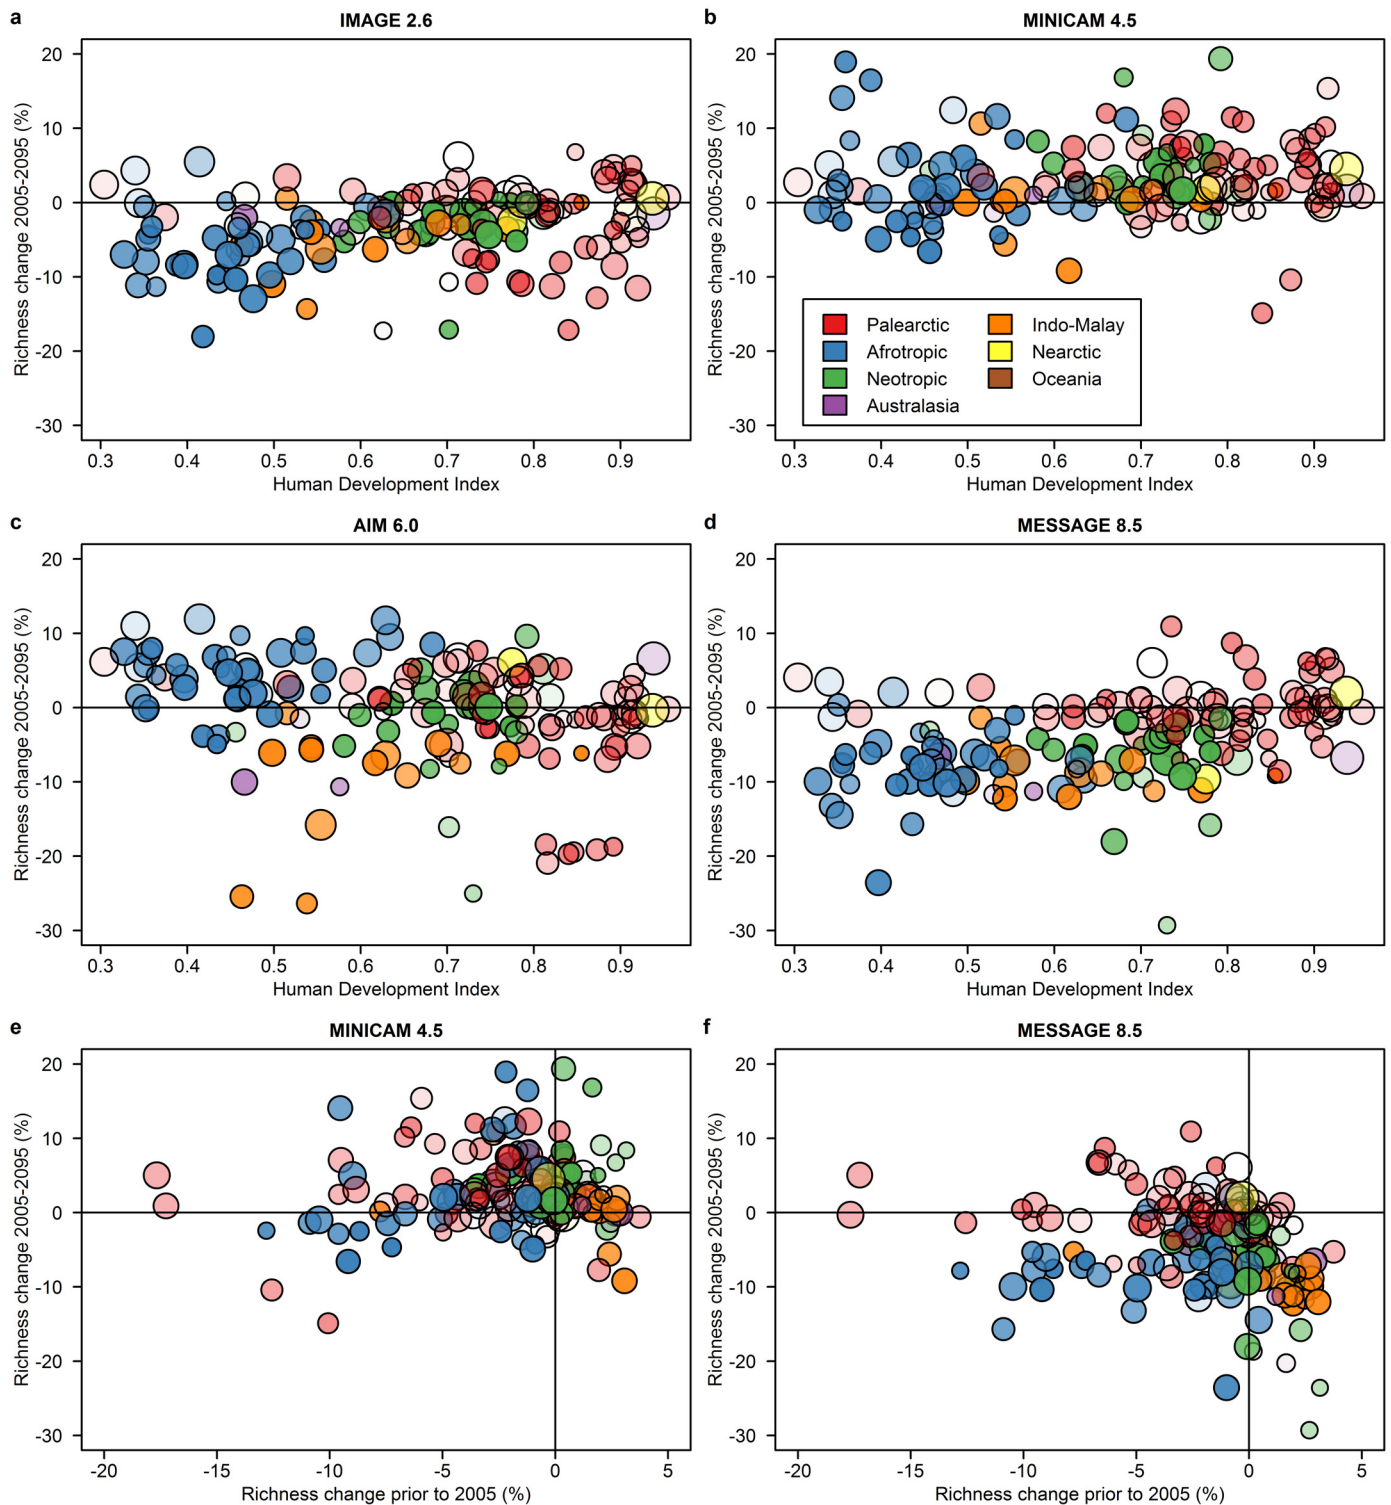 a
IMAGE 2.6
b
MINICAM 4.5
Richness change 2005-2095 (%)
20
10
0
-10
-20
-30
0.3 0.4 0.5 0.6 0.7 0.8 0.9
Human Development Index
Richness change 2005-2095 (%)
20
10
0
-10
-20
-30
Palearctic
Afrotropic
Neotropic
Australasia
Indo-Malay
Nearctic
Oceania
0.3 0.4 0.5 0.6 0.7 0.8 0.9
Human Development Index
c
AIM 6.0
d
MESSAGE 8.5
Richness change 2005-2095 (%)
20
10
0
-10
-20
-30
0.3 0.4 0.5 0.6 0.7 0.8 0.9
Human Development Index
Richness change 2005-2095 (%)
20
10
0
-10
-20
-30
0.3 0.4 0.5 0.6 0.7 0.8 0.9
Human Development Index
e
MINICAM 4.5
f
MESSAGE 8.5
Richness change 2005-2095 (%)
20
10
0
-10
-20
-30
-20 -15 -10 -5 0 5
Richness change prior to 2005 (%)
Richness change 2005-2095 (%)
20
10
0
-10
-20
-30
-20 -15 -10 -5 0 5
Richness change prior to 2005 (%)